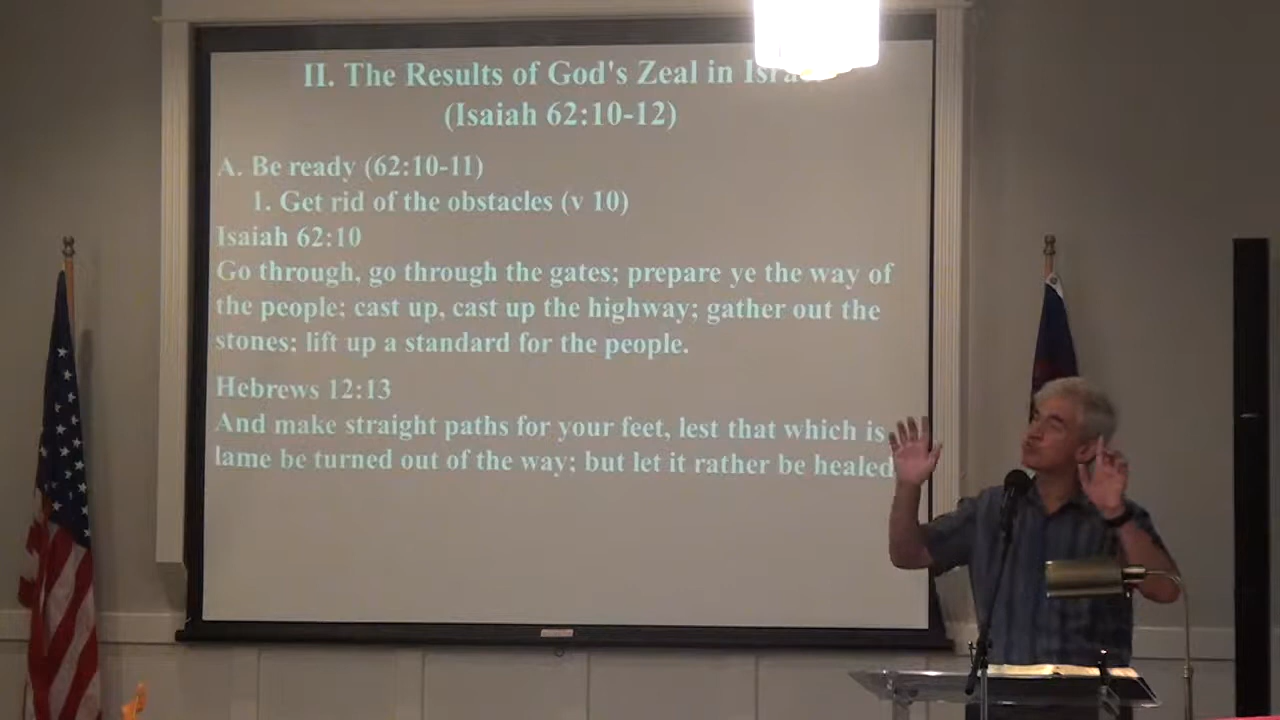 II. The Results of God's Zeal in
(Isaiah 62:10-12)
A. Be ready (62:10-11)
1. Get rid of the obstacles (v 10)
Isaiah 62:10
Go through, go through the gates; prepare ye the way of
the people; cast up, cast up the highway; gather out the
stones; lift up a standard for the people.
Hebrews 12:13
And make straight paths for your feet, lest that which is
lame be turned out of the way; but let it rather be healed